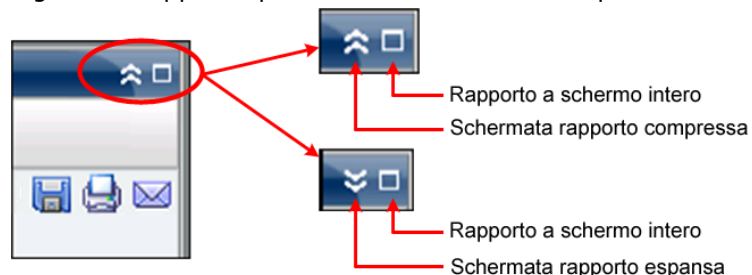 Rapporto a schermo intero
Schermata rapporto compressa
Rapporto a schermo intero
Schermata rapporto espansa